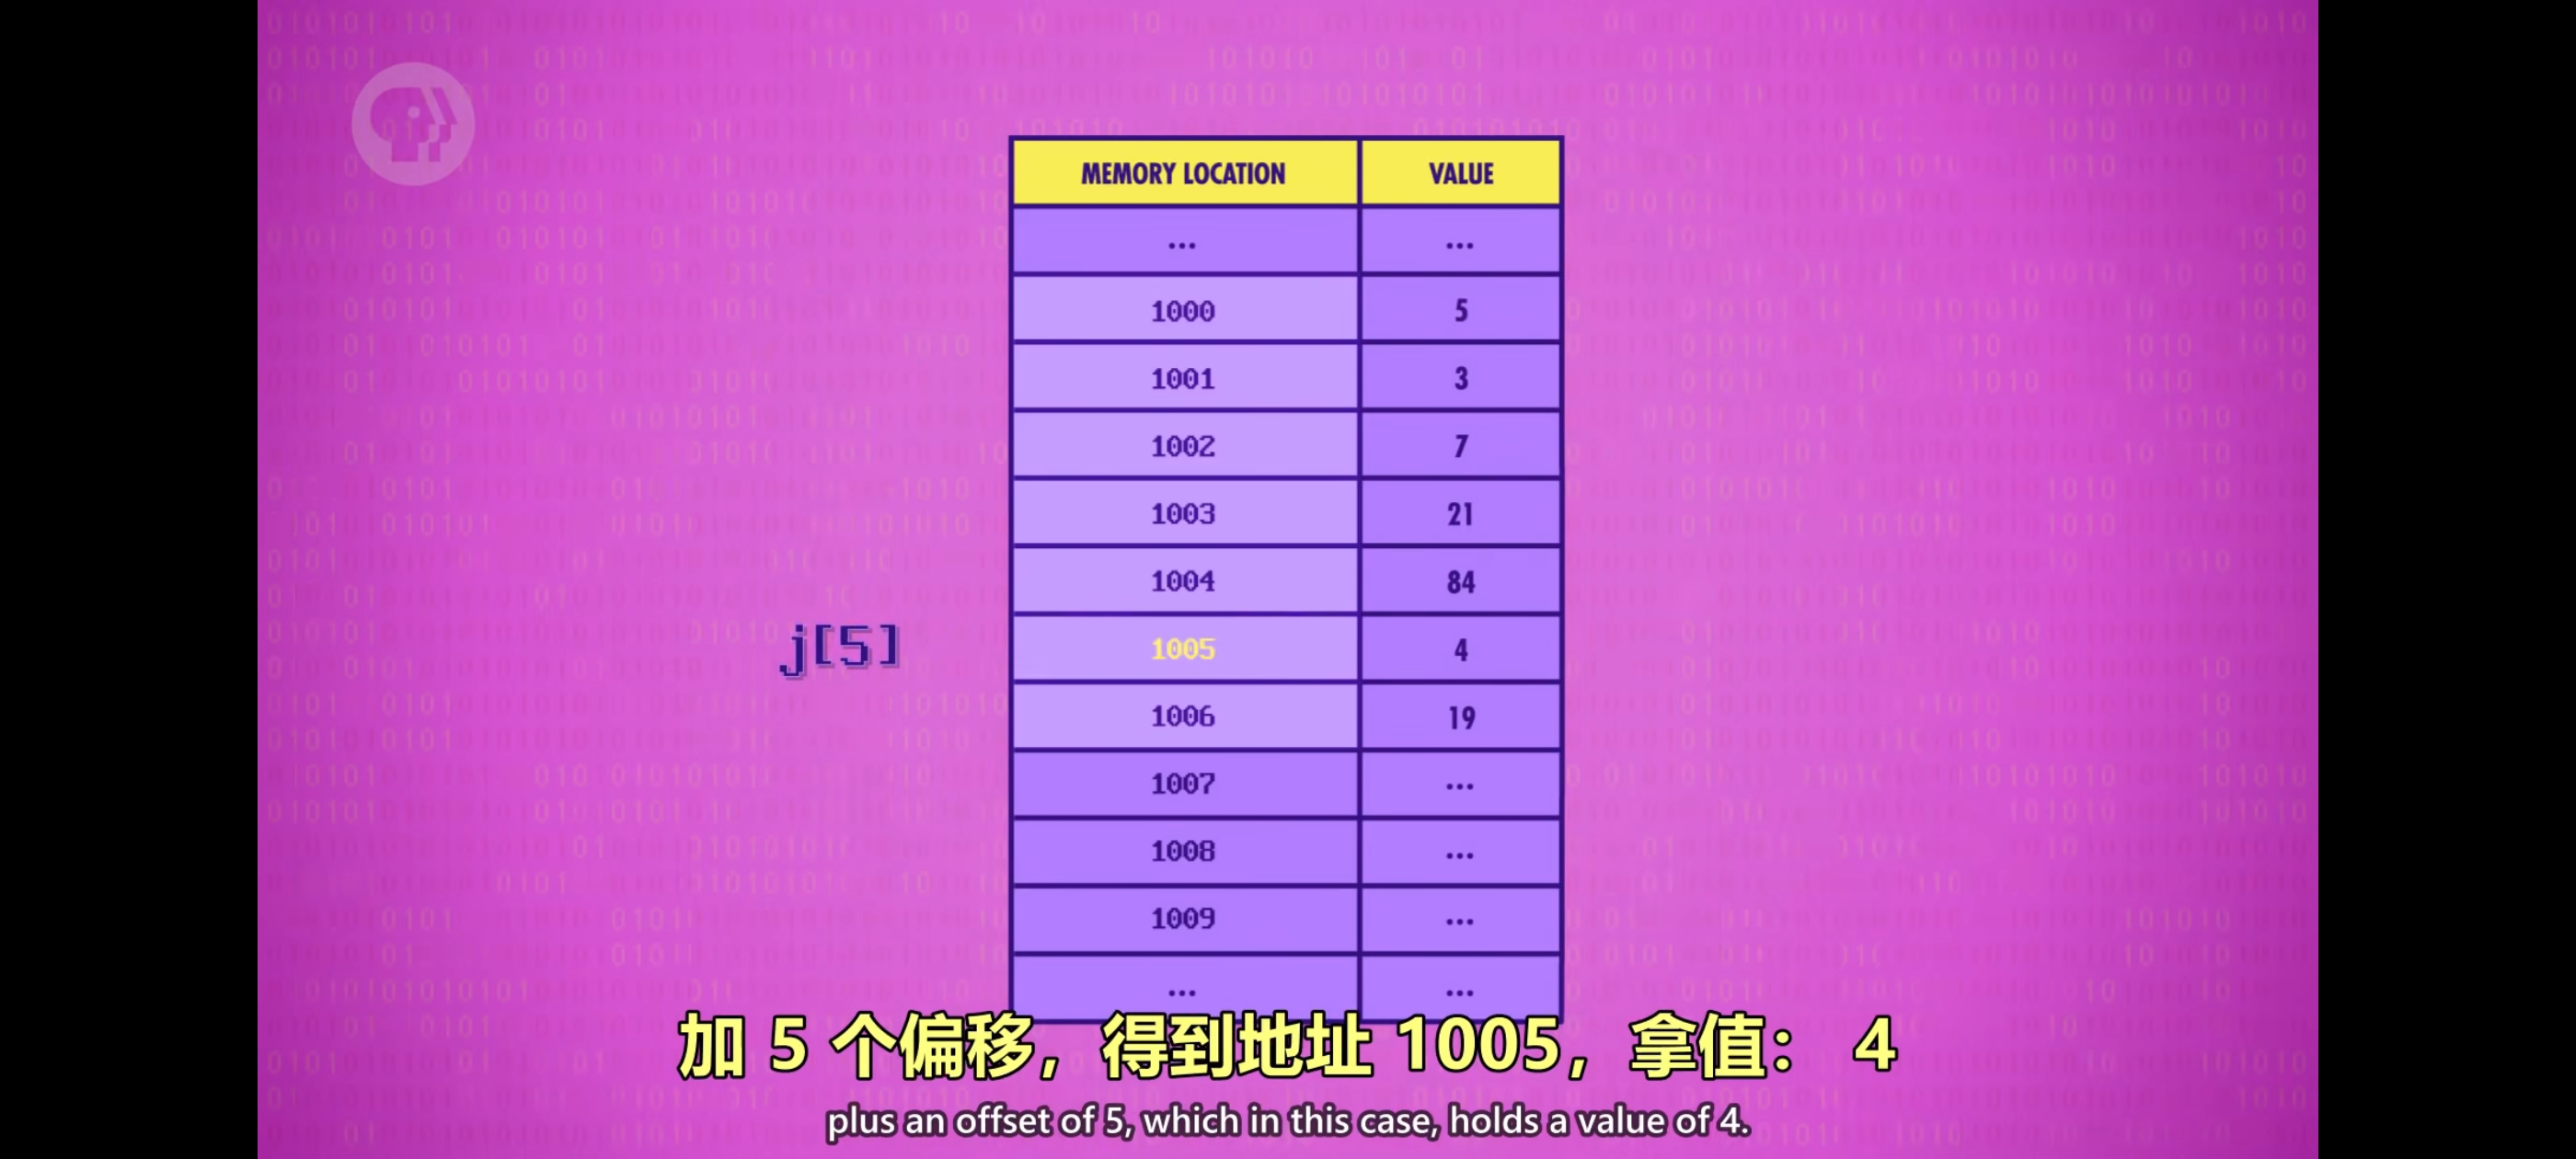 MEMORY LOCATION VALUE
... ...
1000 5
1001 3
1002 7
1003 21
1004 84
j[5] 1005 4
1006 19
1007 ...
1008 ...
1009 ...
... ...
加 5 个偏移，得到地址 1005，拿值： 4
plus an offset of 5, which in this case, holds a value of 4.